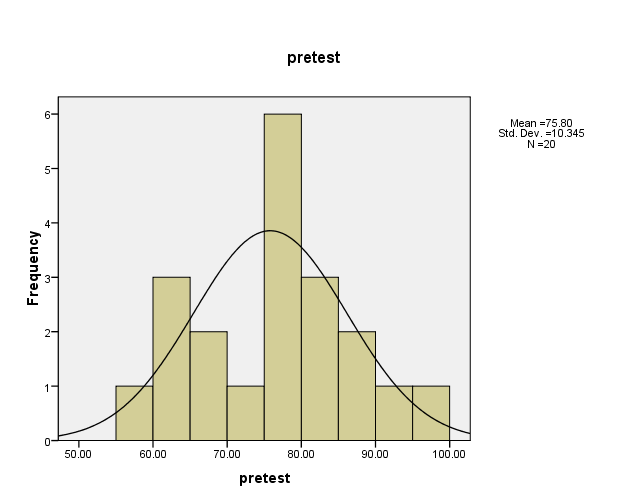 pretest
Mean =75.80
Std. Dev. =10.345
N =20
Frequency
6
5
4
3
2
1
0
50.00 60.00 70.00 80.00 90.00 100.00
pretest